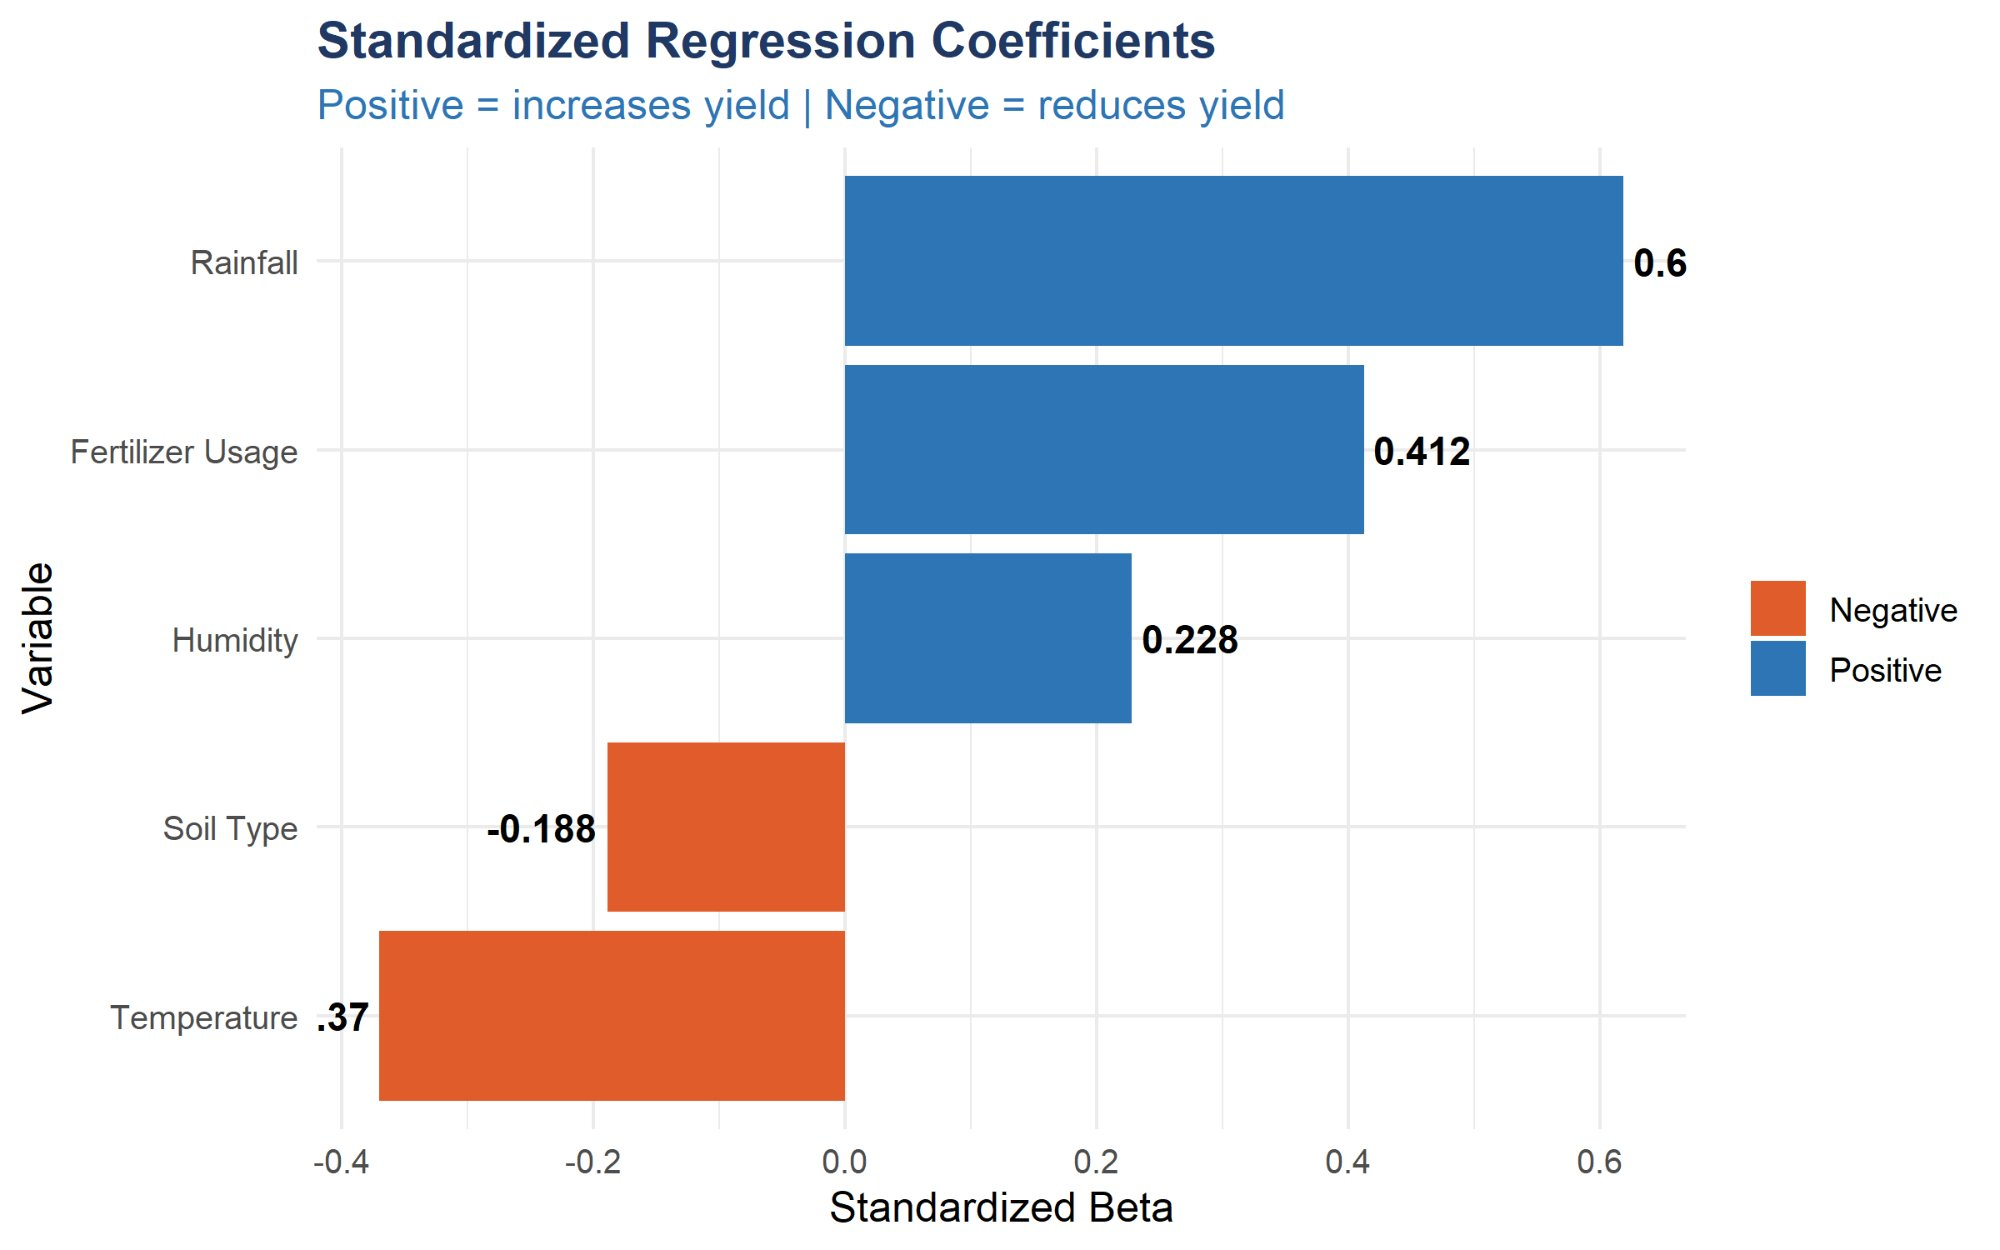 Standardized Regression Coefficients
Positive = increases yield | Negative = reduces yield
Rainfall
0.6
Fertilizer Usage
0.412
Humidity
0.228
Soil Type
-0.188
Temperature
.37
Variable
Negative
Positive
-0.4
-0.2
0.0
0.2
0.4
0.6
Standardized Beta